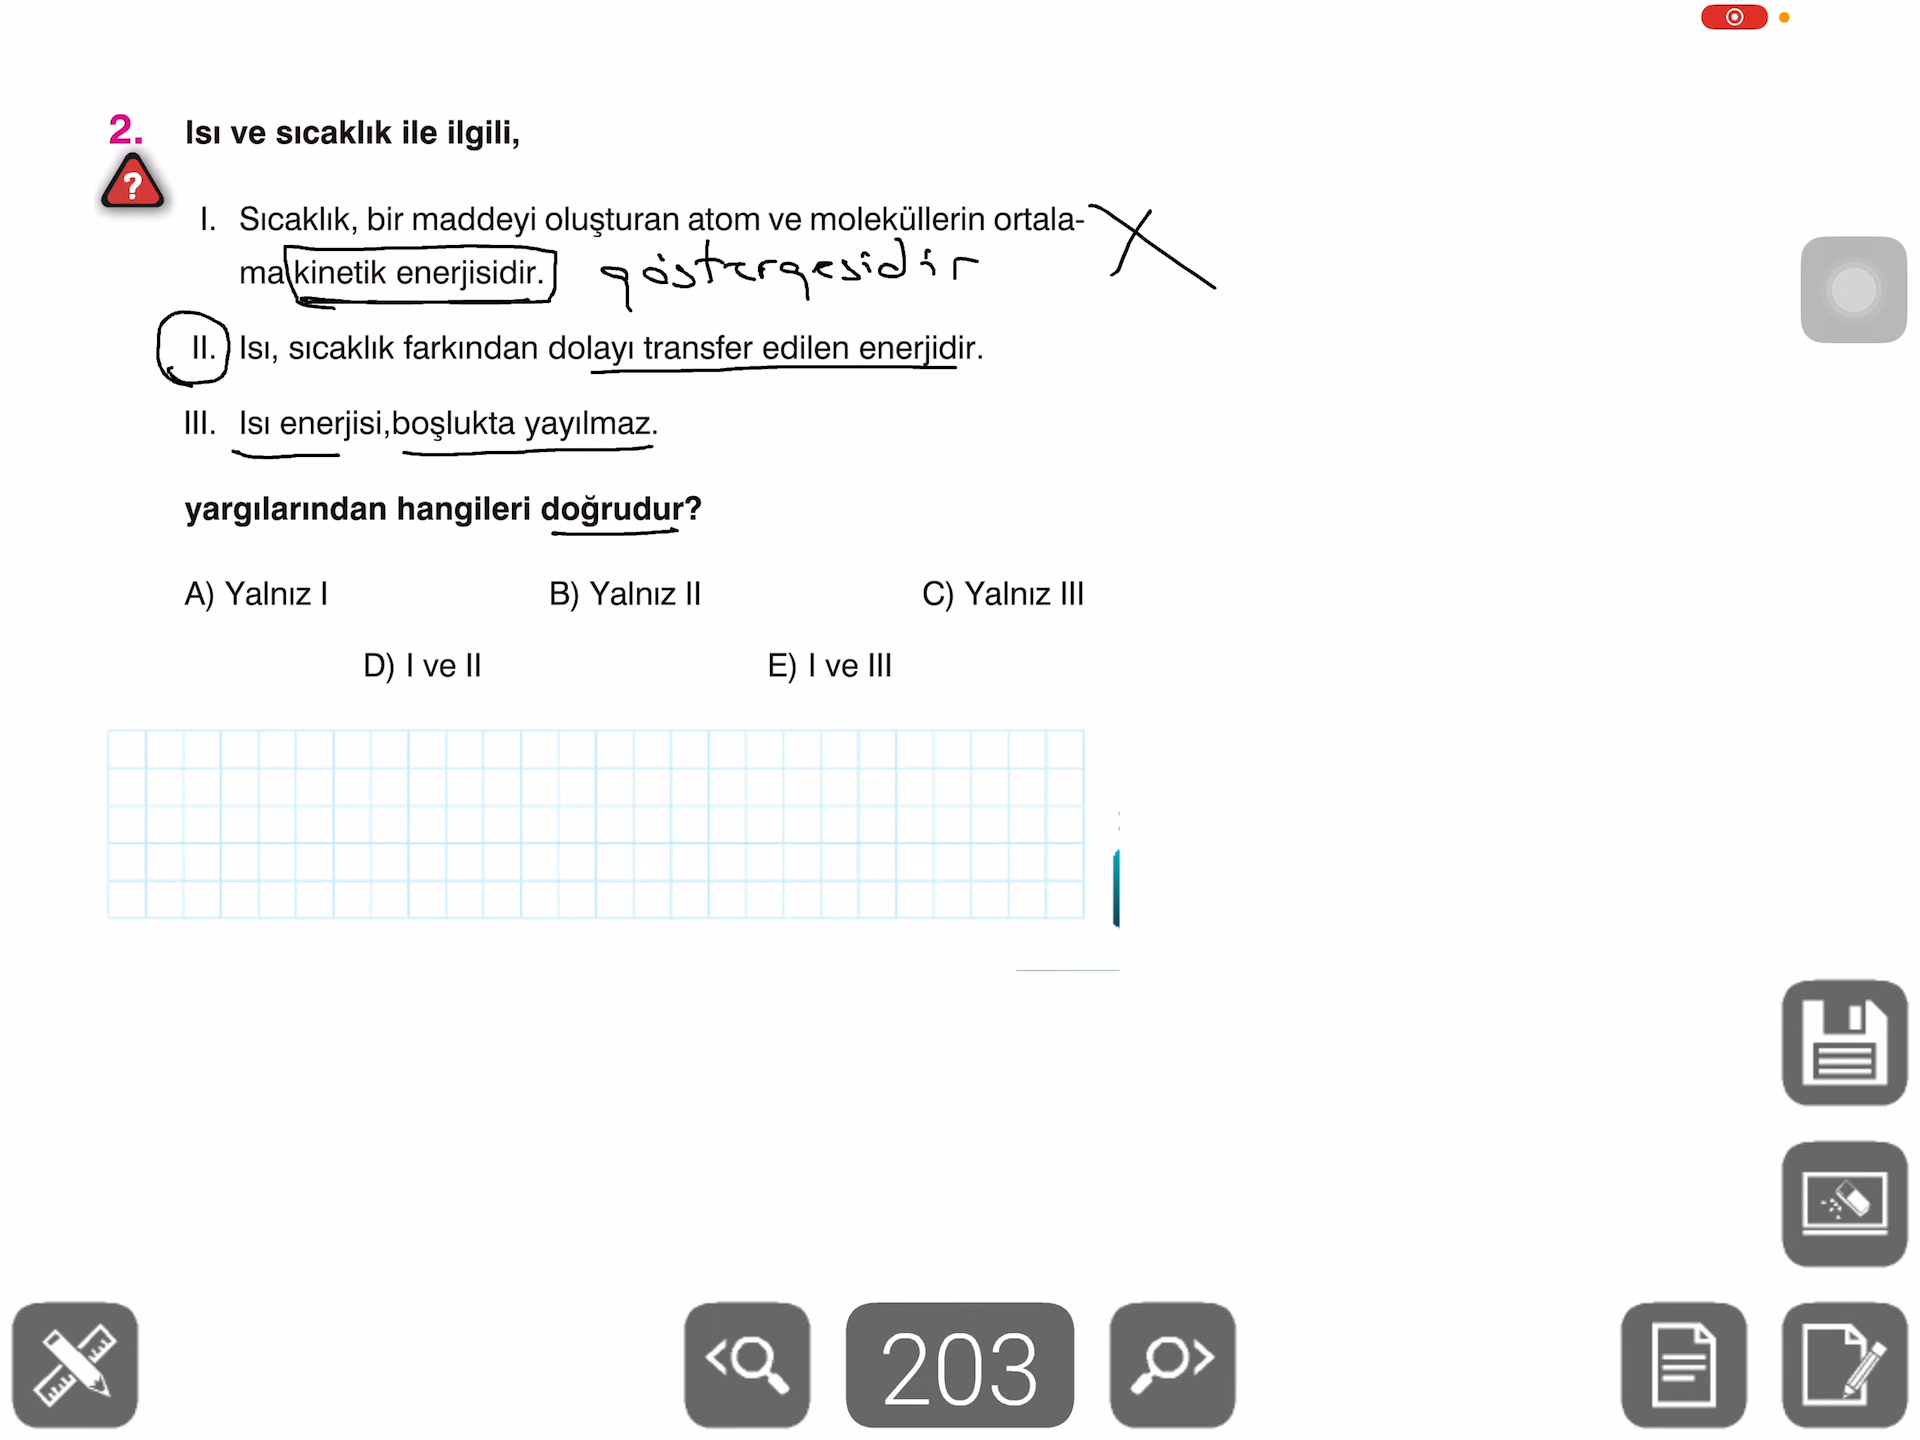 2. Isı ve sıcaklık ile ilgili,
?
I. Sıcaklık, bir maddeyi oluşturan atom ve moleküllerin ortala-
ma kinetik enerjisidir. göstergesidir
II. Isı, sıcaklık farkından dolayı transfer edilen enerjidir.
III. Isı enerjisi,boşlukta yayılmaz.
yargılarından hangileri doğrudur?
A) Yalnız I B) Yalnız II C) Yalnız III
D) I ve II E) I ve III
203